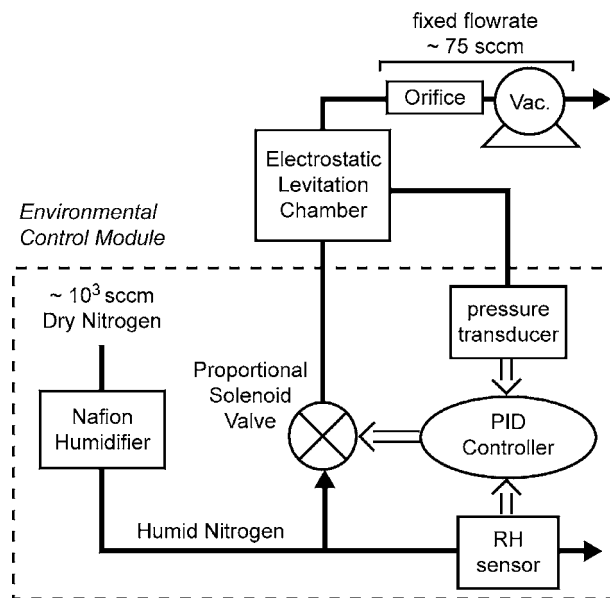 fixed flowrate
~ 75 sccm
Orifice
Vac.
Electrostatic
Levitation
Chamber
Environmental
Control Module
~ 10³ sccm
Dry Nitrogen
pressure
transducer
Proportional
Solenoid
Valve
Nafion
Humidifier
PID
Controller
Humid Nitrogen
RH
sensor